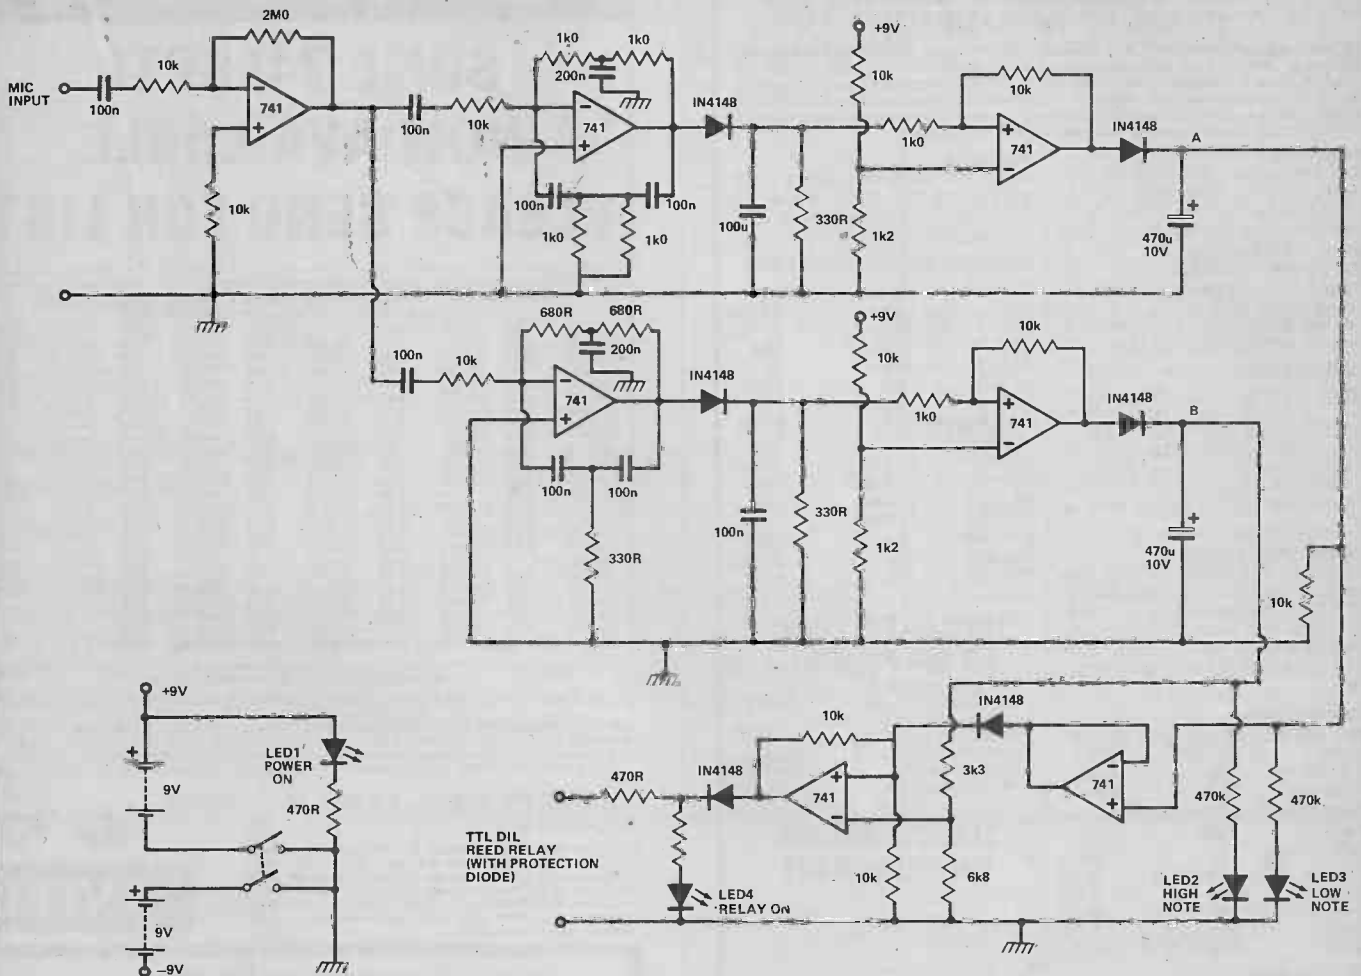 2M0
MIC
INPUT
100n
10k
741
10k
100n
10k
1k0
1k0
200n
741
100n
100n
1k0
1k0
IN4148
100u
330R
+9V
10k
1k2
1k0
10k
741
IN4148
A
+
470u
10V
100n
10k
680R
680R
200n
741
100n
100n
330R
IN4148
100n
330R
+9V
10k
1k2
1k0
10k
741
IN4148
B
+
470u
10V
10k
+9V
+
9V
LED1
POWER
ON
470R
+
9V
-9V
TTL DIL
REED RELAY
(WITH PROTECTION
DIODE)
470R
IN4148
LED4
RELAY ON
10k
741
10k
IN4148
3k3
6k8
741
470k
470k
LED2
HIGH
NOTE
LED3
LOW
NOTE